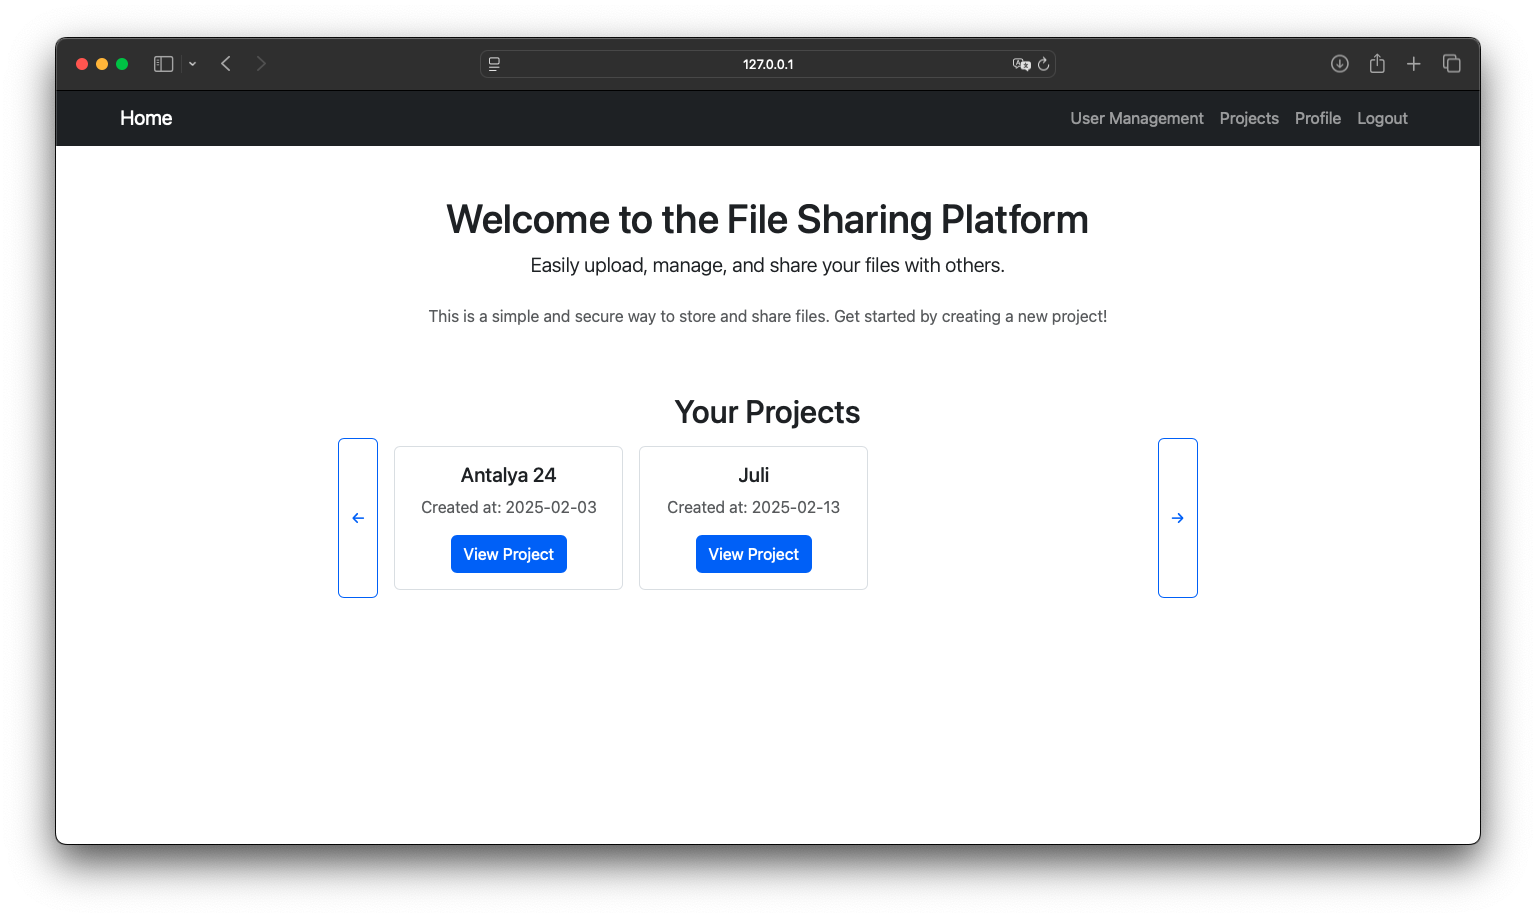 127.0.0.1
Home
User Management Projects Profile Logout
Welcome to the File Sharing Platform
Easily upload, manage, and share your files with others.
This is a simple and secure way to store and share files. Get started by creating a new project!
Your Projects
←
Antalya 24
Created at: 2025-02-03
View Project
Juli
Created at: 2025-02-13
View Project
→